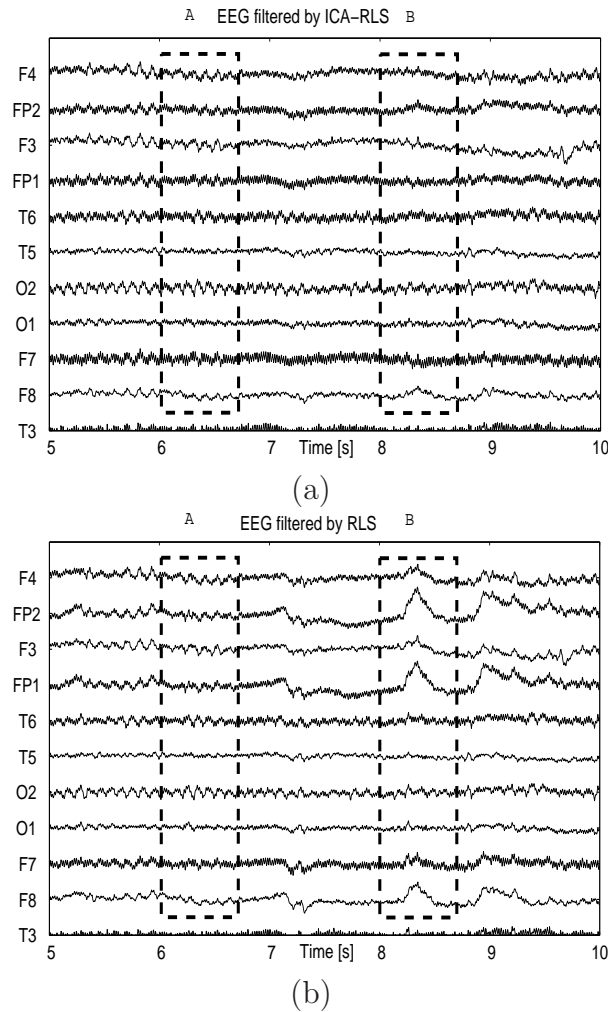 A EEG filtered by ICA-RLS B
F4
FP2
F3
FP1
T6
T5
O2
O1
F7
F8
T3
5 6 7 8 9 10
Time [s]
(a)
A EEG filtered by RLS B
F4
FP2
F3
FP1
T6
T5
O2
O1
F7
F8
T3
5 6 7 8 9 10
Time [s]
(b)